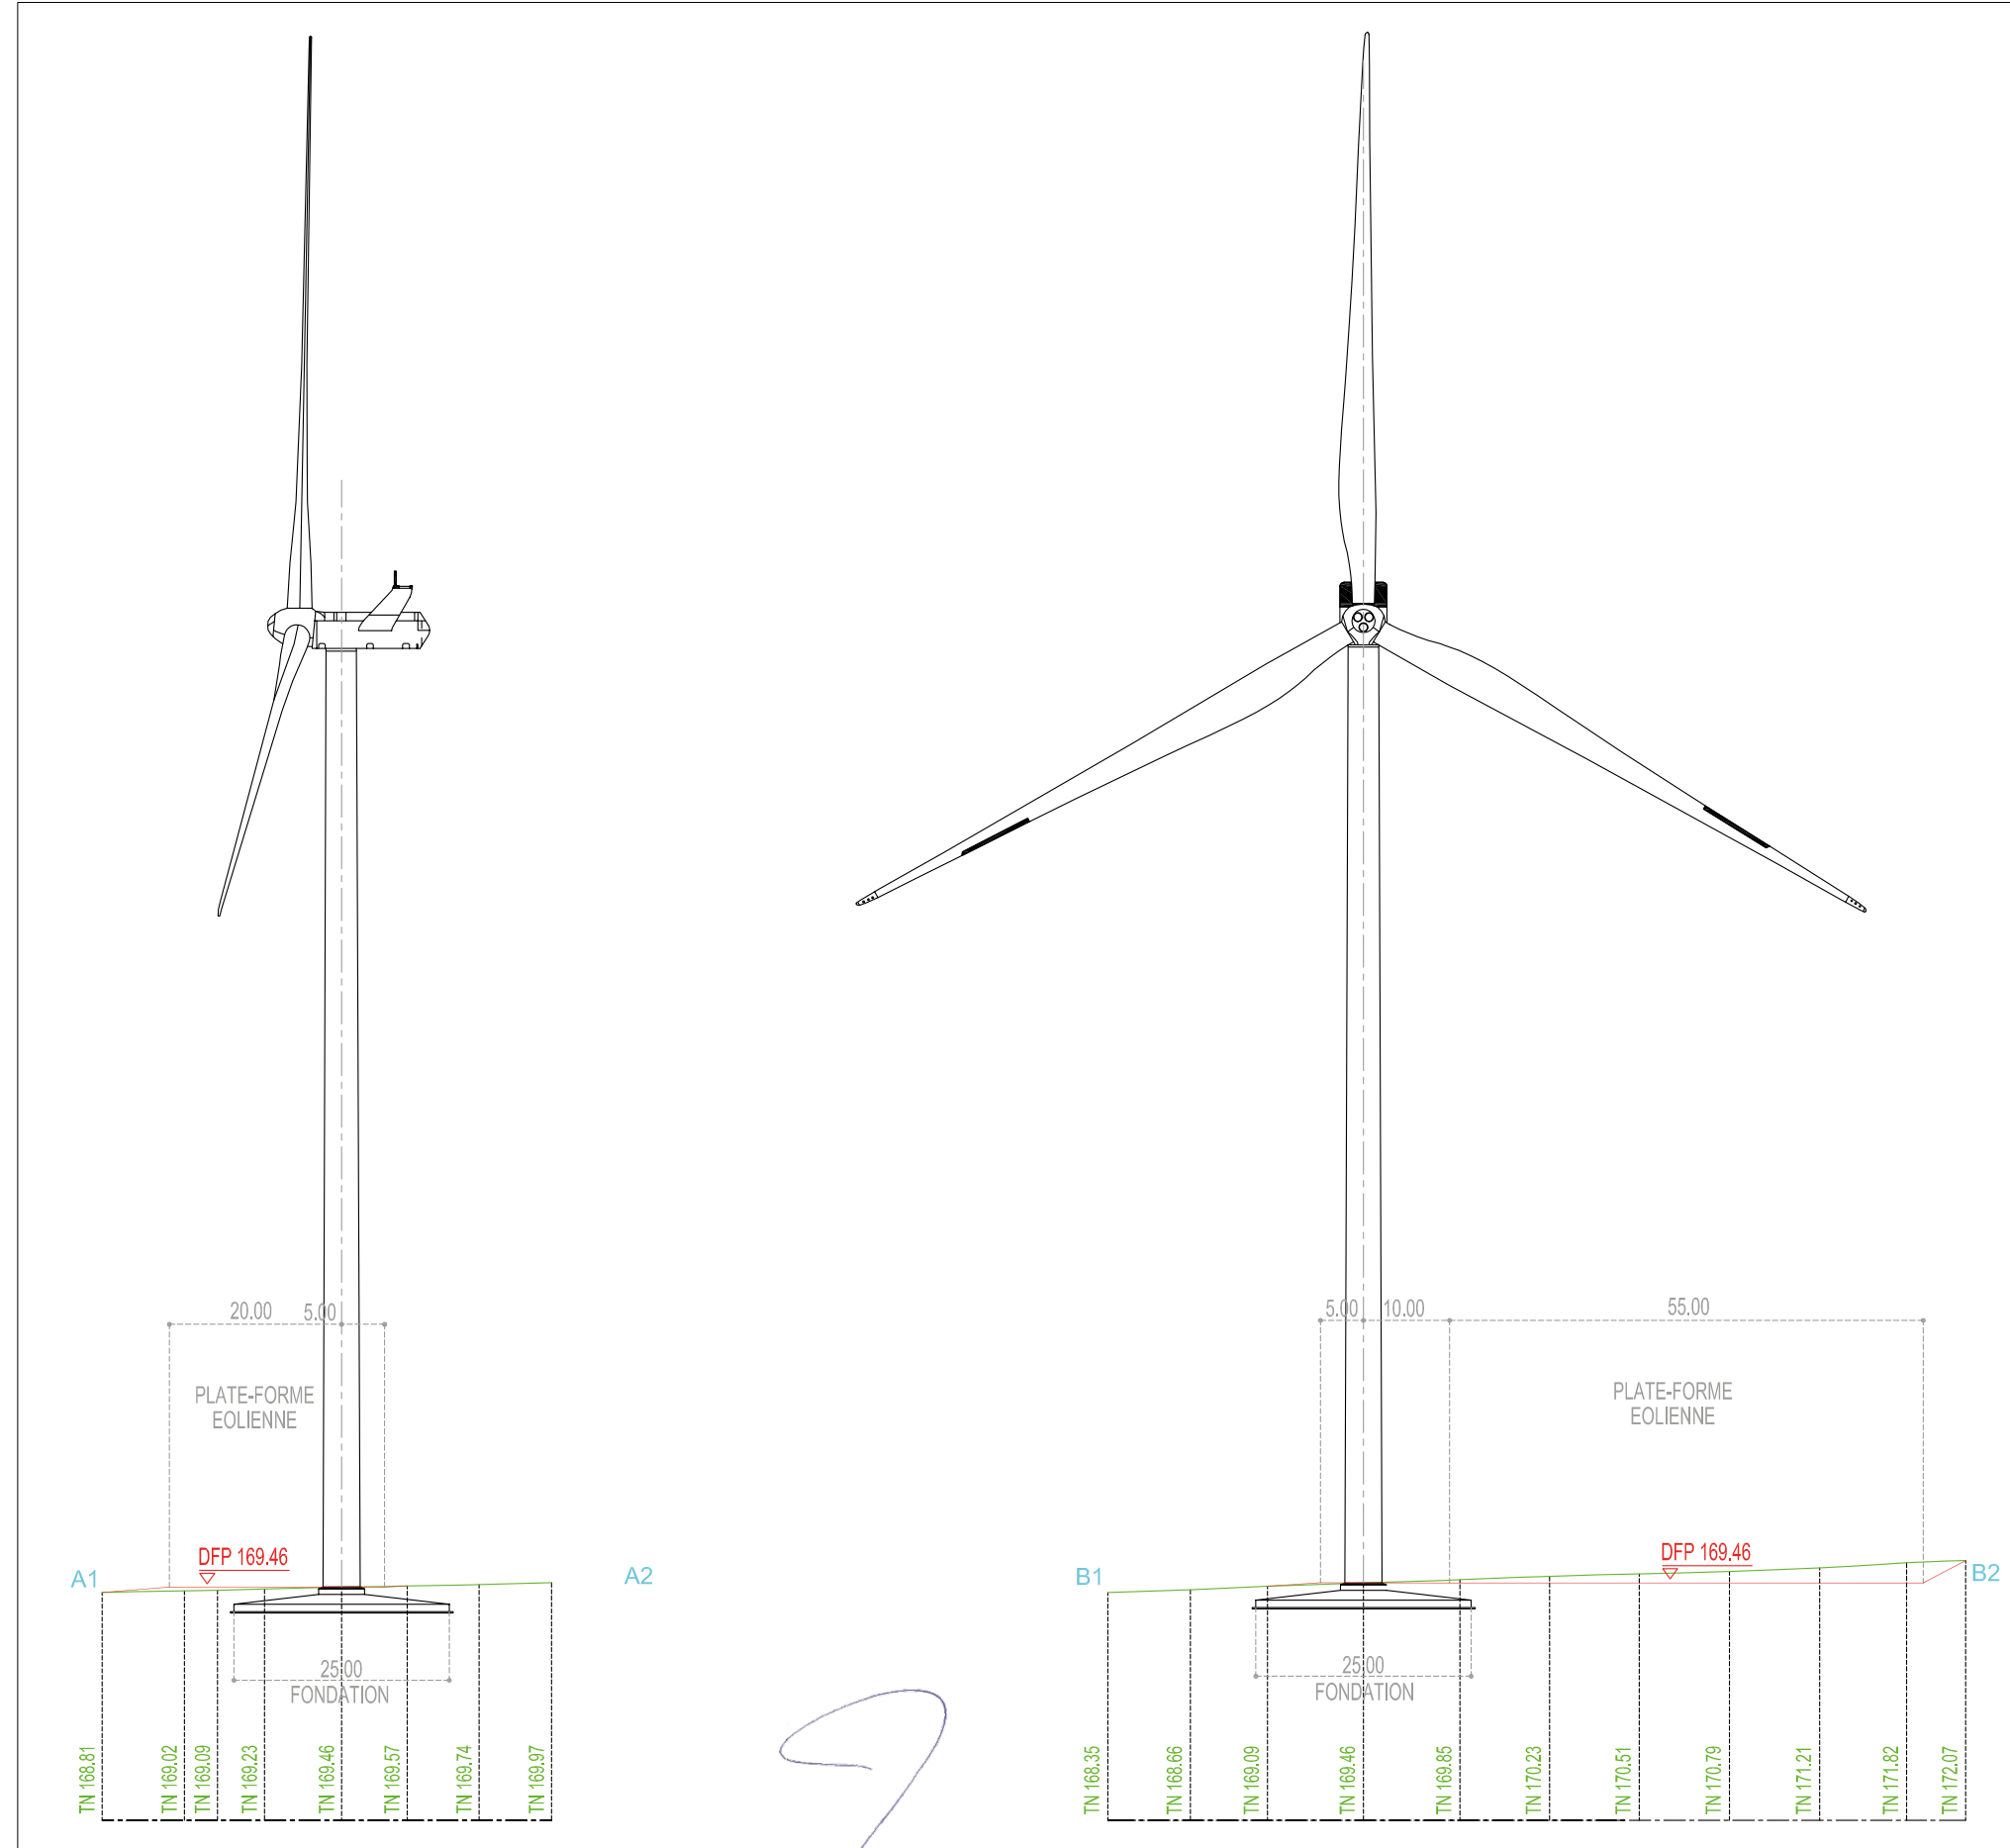 20.00 5.00
PLATE-FORME
EOLIENNE
DFP 169.46
A1
A2
25.00
FONDATION
TN 168.81
TN 169.02
TN 169.09
TN 169.23
TN 169.46
TN 169.57
TN 169.74
TN 169.97
5.00 10.00 55.00
PLATE-FORME
EOLIENNE
DFP 169.46
B1
B2
25.00
FONDATION
TN 168.35
TN 168.66
TN 169.09
TN 169.46
TN 169.85
TN 170.23
TN 170.51
TN 170.79
TN 171.21
TN 171.82
TN 172.07